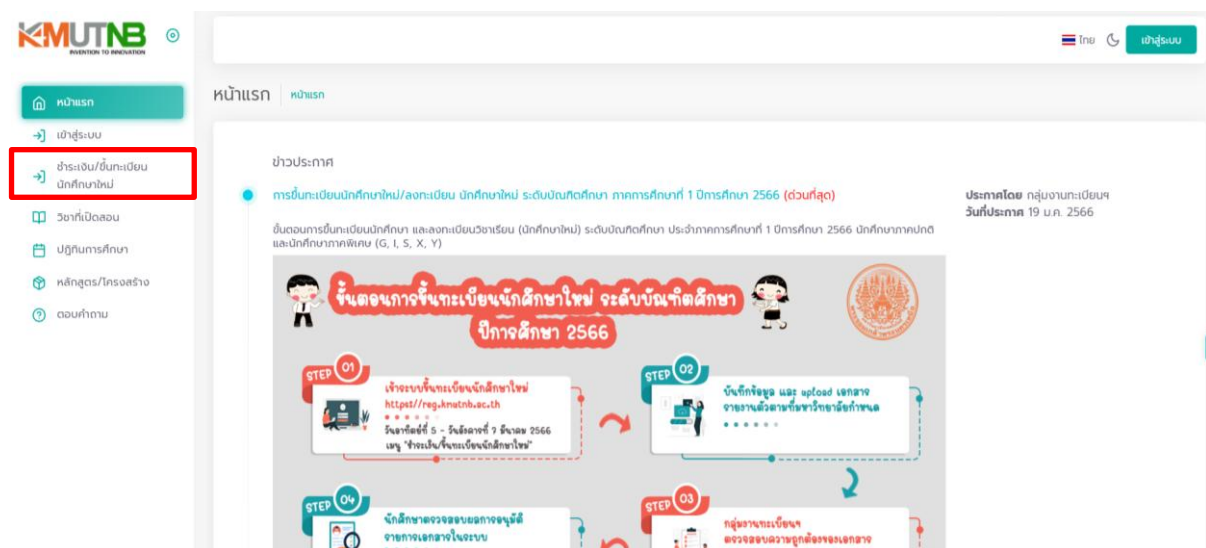 KMUTNB
INVENTION TO INNOVATION
ไทย
เข้าสู่ระบบ
หน้าแรก
เข้าสู่ระบบ
ชำระเงิน/ขึ้นทะเบียน
นักศึกษาใหม่
วิชาที่เปิดสอน
ปฏิทินการศึกษา
หลักสูตร/โครงสร้าง
ตอบคำถาม
หน้าแรก หน้าแรก
ข่าวประกาศ
การขึ้นทะเบียนนักศึกษาใหม่/ลงทะเบียน นักศึกษาใหม่ ระดับบัณฑิตศึกษา ภาคการศึกษาที่ 1 ปีการศึกษา 2566 (ด่วนที่สุด)
ประกาศโดย กลุ่มงานทะเบียนฯ
วันที่ประกาศ 19 ม.ค. 2566
ขั้นตอนการขึ้นทะเบียนนักศึกษา และลงทะเบียนวิชาเรียน (นักศึกษาใหม่) ระดับบัณฑิตศึกษา ประจำภาคการศึกษาที่ 1 ปีการศึกษา 2566 นักศึกษาภาคปกติ
และนักศึกษาภาคพิเศษ (G, I, S, X, Y)
ขั้นตอนการขึ้นทะเบียนนักศึกษาใหม่ ระดับบัณฑิตศึกษา
ปีการศึกษา 2566
STEP 01
เข้าระบบขึ้นทะเบียนนักศึกษาใหม่
https://reg.kmutnb.ac.th
วันอาทิตย์ที่ 5 - วันอังคารที่ 7 มีนาคม 2566
เมนู "ชำระเงิน/ขึ้นทะเบียนนักศึกษาใหม่"
STEP 02
บันทึกข้อมูล และ upload เอกสาร
รายงานตัวตามที่มหาวิทยาลัยกำหนด
STEP 04
นักศึกษาตรวจสอบผลการอนุมัติ
รายการเอกสารในระบบ
STEP 03
กลุ่มงานทะเบียนฯ
ตรวจสอบความถูกต้องของเอกสาร